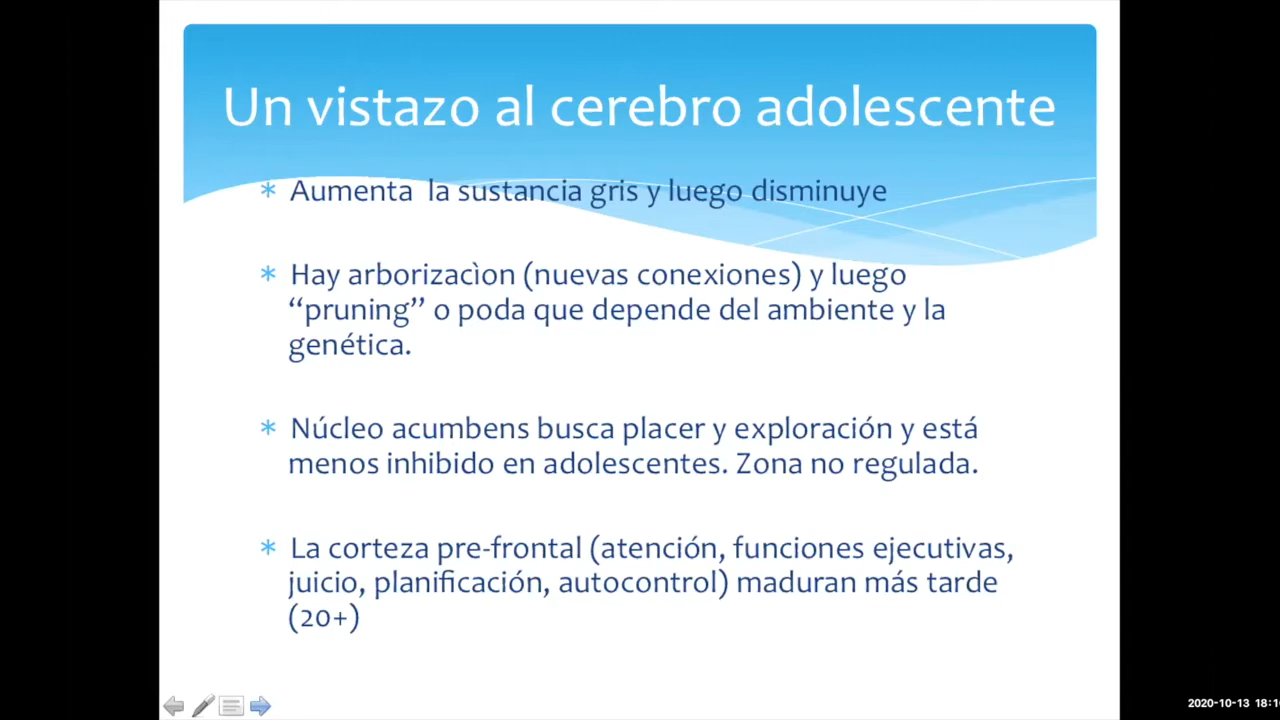 Un vistazo al cerebro adolescente
* Aumenta la sustancia gris y luego disminuye
* Hay arborizacìon (nuevas conexiones) y luego
“pruning” o poda que depende del ambiente y la
genética.
* Núcleo acumbens busca placer y exploración y está
menos inhibido en adolescentes. Zona no regulada.
* La corteza pre-frontal (atención, funciones ejecutivas,
juicio, planificación, autocontrol) maduran más tarde
(20+)
2020-10-13